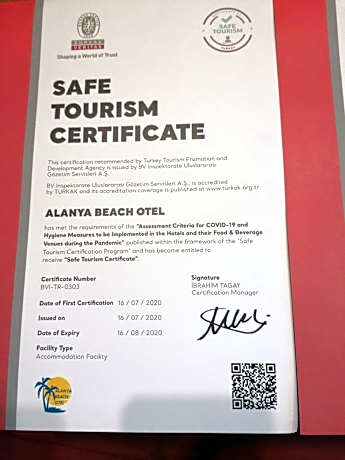 BUREAU
VERITAS
Shaping a World of Trust
SAFE
TOURISM
SAFE
TOURISM
CERTIFICATE
This certification recommended by Turkey Tourism Promotion and
Development Agency is issued by BV Inspektorate Uluslararası
Gözetim Servisleri A.Ş.
BV Inspektorate Uluslararası Gözetim Servisleri A.Ş., is accredited
by TURKAK and its accreditation coverage is published at www.turkak.org.tr
ALANYA BEACH OTEL
has met the requirements of the "Assessment Criteria for COVID-19 and
Hygiene Measures to be Implemented in the Hotels and their Food & Beverage
Venues during the Pandemic" published within the framework of the "Safe
Tourism Certification Program" and has become entitled to
receive "Safe Tourism Certificate".
Certificate Number
BVI-TR-0303
Signature
İBRAHİM TAGAY
Certification Manager
Date of First Certification 16 / 07 / 2020
Issued on 16 / 07 / 2020
Date of Expiry 16 / 08 / 2020
Facility Type
Accommodation Facility
ALANYA
BEACH
OTEL